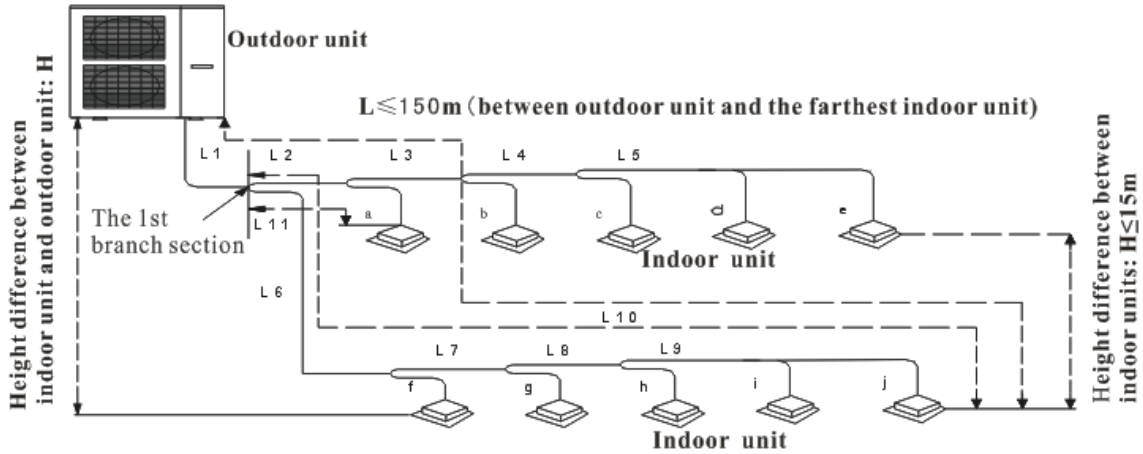 Outdoor unit
L≤150m (between outdoor unit and the farthest indoor unit)
Height difference between
indoor unit and outdoor unit: H
L 1
L 2
L 3
L 4
L 5
The 1st
branch section
L 11
a
b
c
d
e
Indoor unit
L 6
L 10
L 7
L 8
L 9
f
g
h
i
j
Indoor unit
Height difference between
indoor units: H≤15m